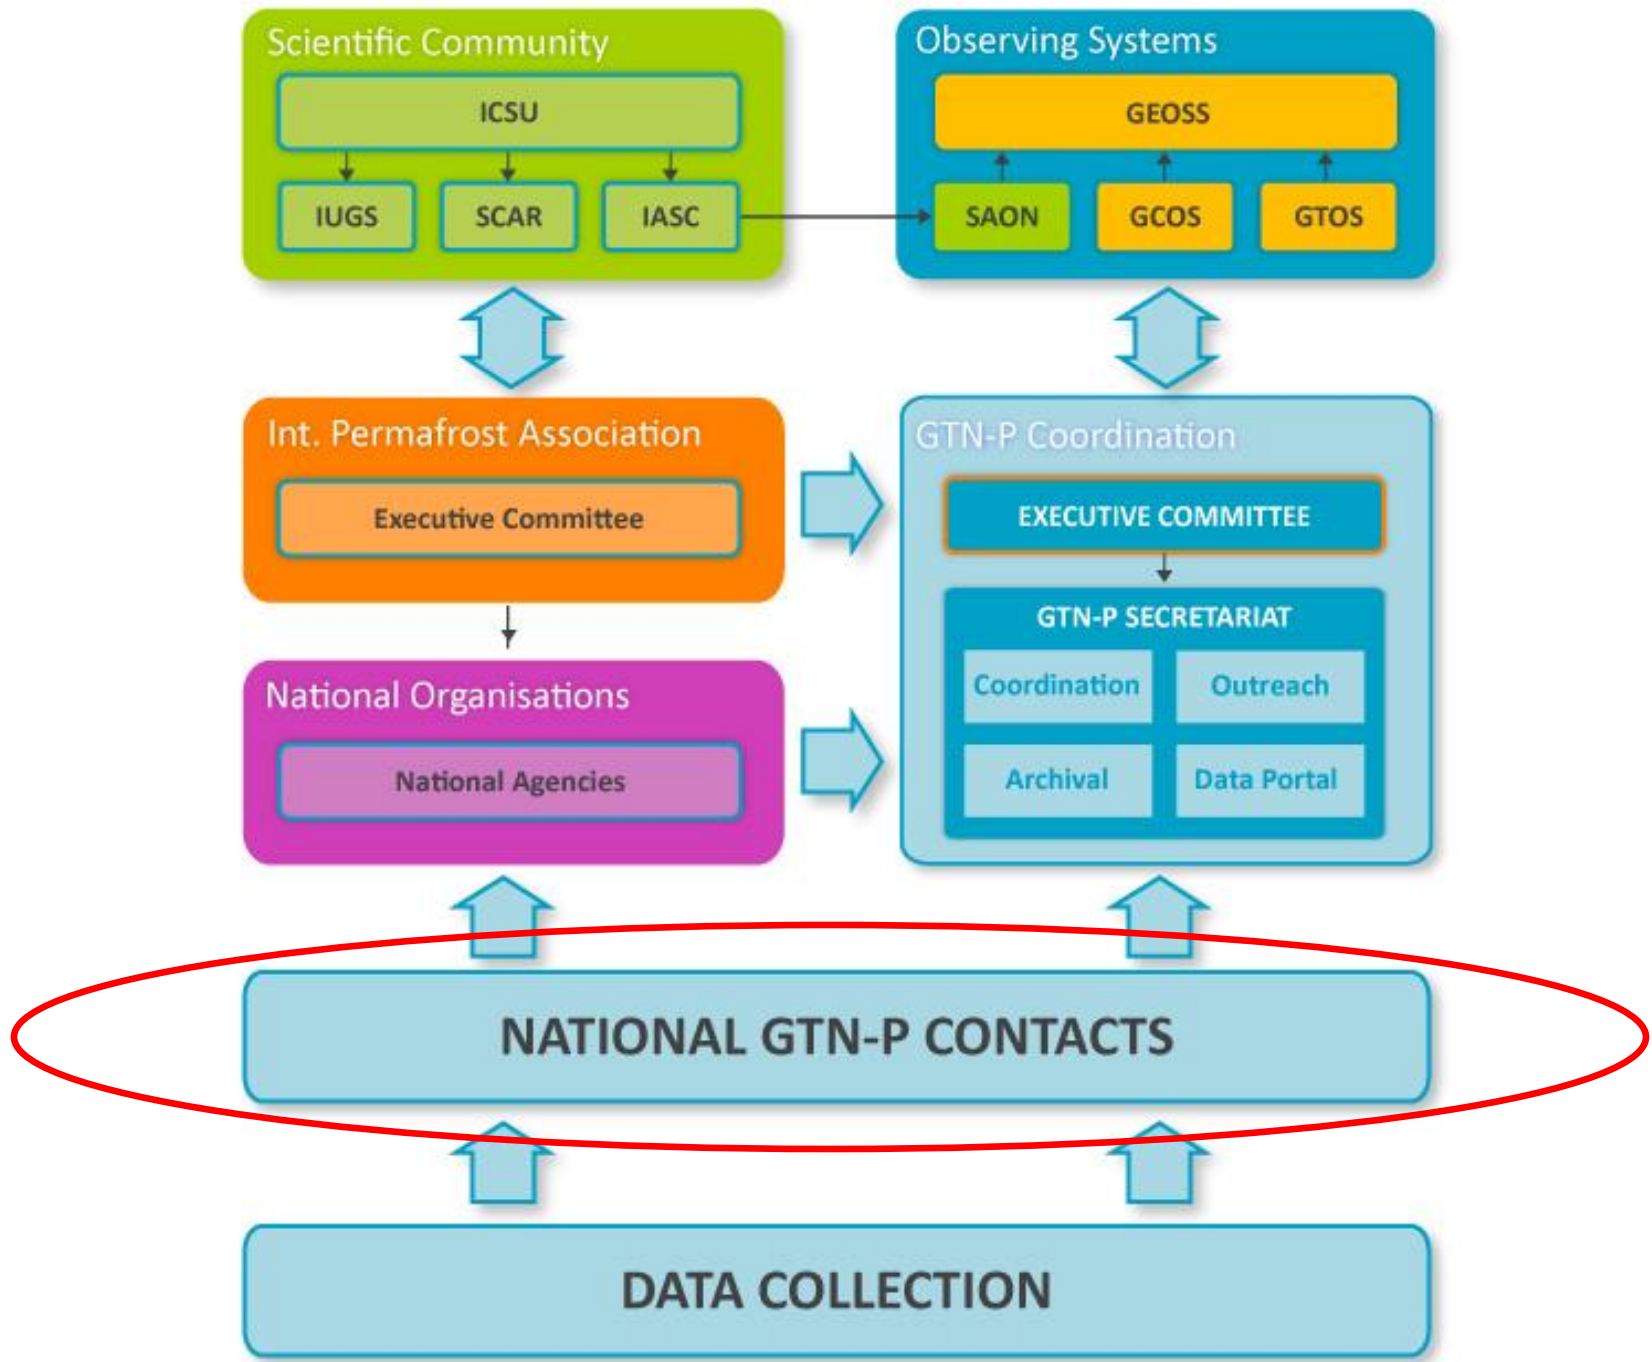 Scientific Community
ICSU
IUGS
SCAR
IASC
Observing Systems
GEOSS
SAON
GCOS
GTOS
Int. Permafrost Association
Executive Committee
GTN-P Coordination
EXECUTIVE COMMITTEE
GTN-P SECRETARIAT
Coordination
Outreach
Archival
Data Portal
National Organisations
National Agencies
NATIONAL GTN-P CONTACTS
DATA COLLECTION